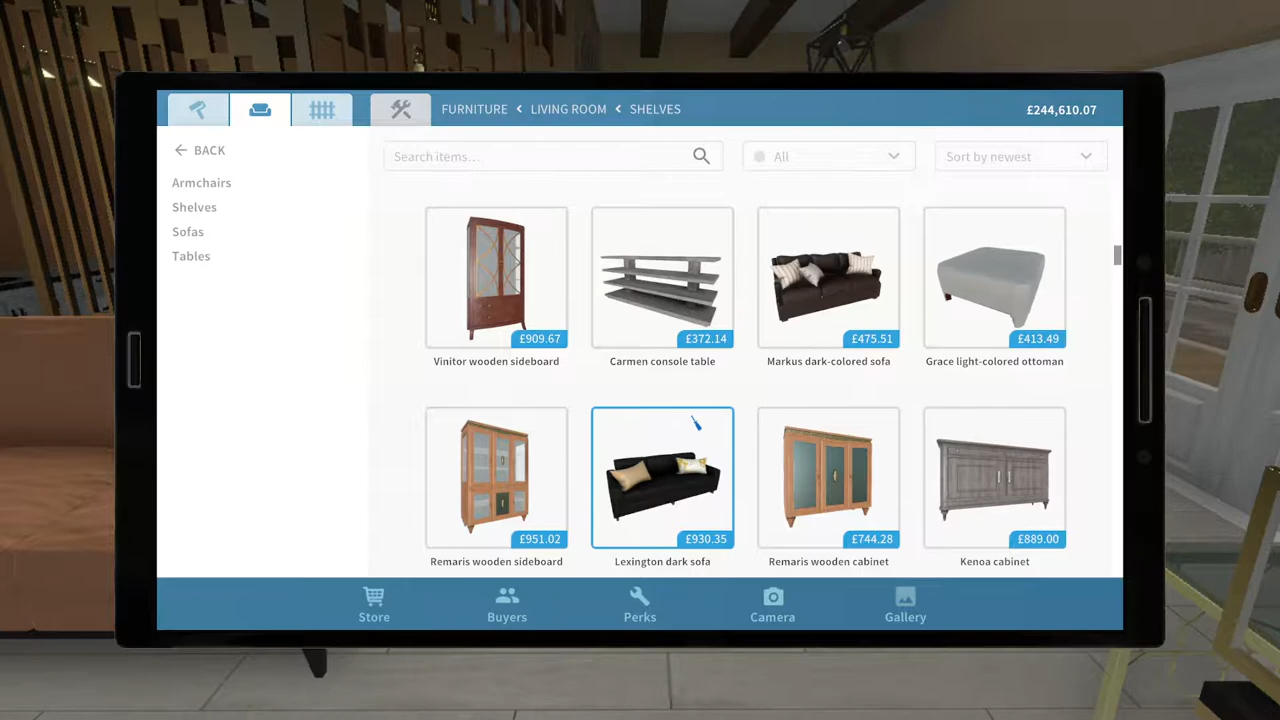 FURNITURE < LIVING ROOM < SHELVES
£244,610.07
BACK
Search items...
All
Sort by newest
Armchairs
Shelves
Sofas
Tables
£909.67
£372.14
£475.51
£413.49
Vinitor wooden sideboard
Carmen console table
Markus dark-colored sofa
Grace light-colored ottoman
£951.02
£930.35
£744.28
£889.00
Remaris wooden sideboard
Lexington dark sofa
Remaris wooden cabinet
Kenoa cabinet
Store
Buyers
Perks
Camera
Gallery